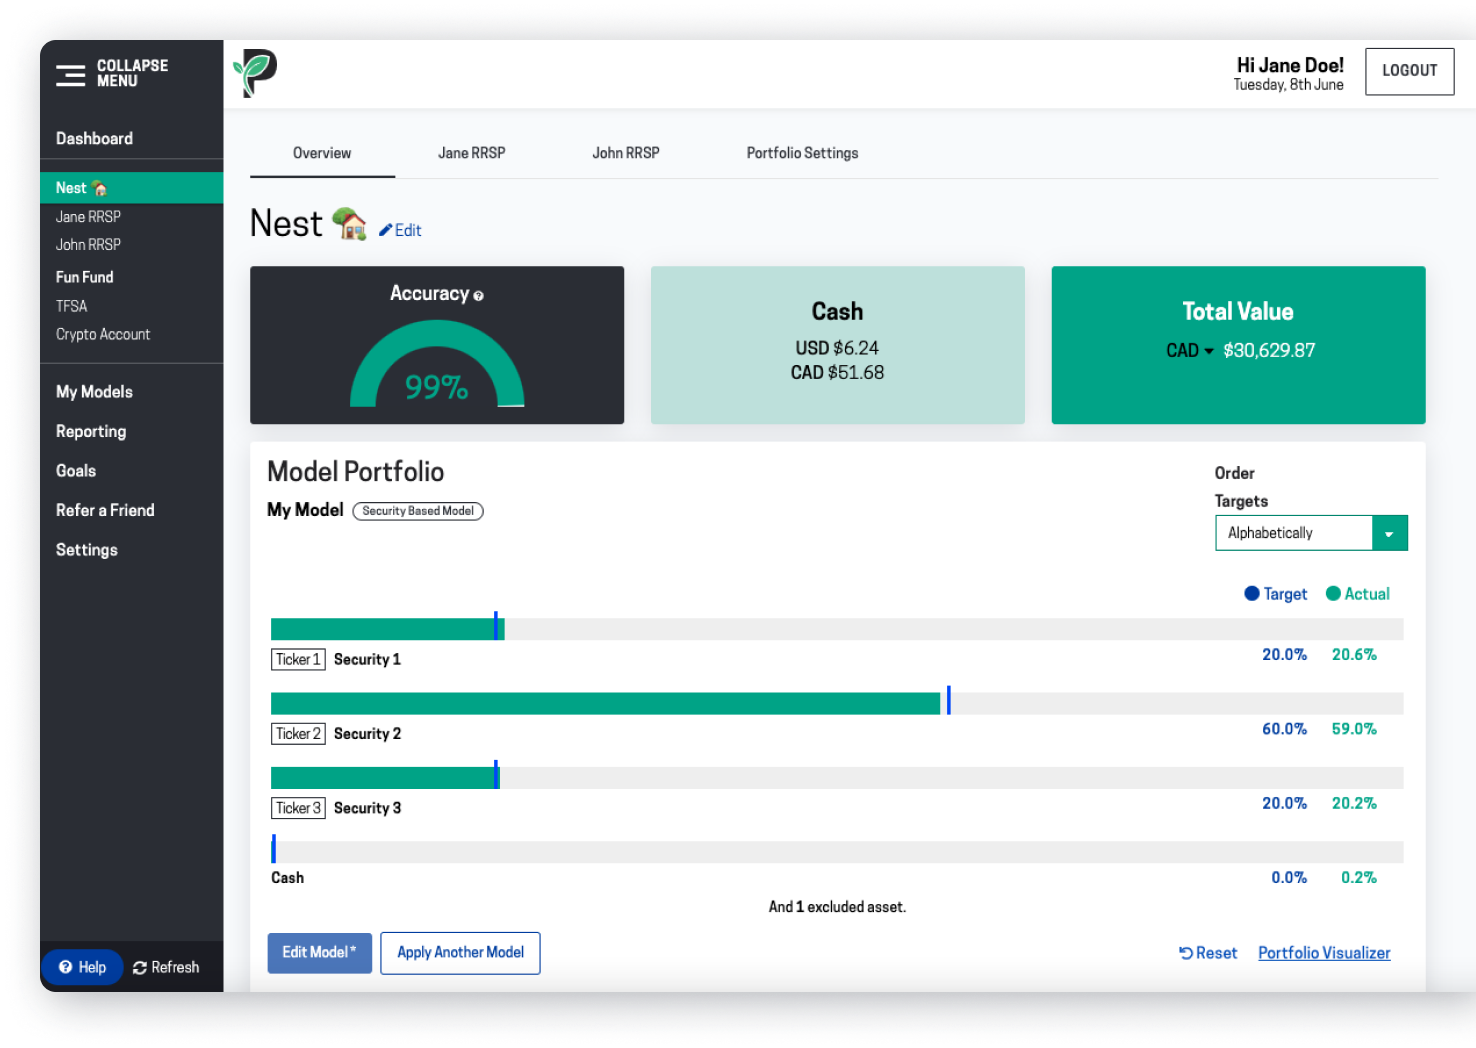 COLLAPSE
MENU
Hi Jane Doe!
Tuesday, 8th June
LOGOUT
Dashboard
Nest
Jane RRSP
John RRSP
Fun Fund
TFSA
Crypto Account
My Models
Reporting
Goals
Refer a Friend
Settings
Help
Refresh
Overview
Jane RRSP
John RRSP
Portfolio Settings
Nest
Edit
Accuracy
99%
Cash
USD $6.24
CAD $51.68
Total Value
CAD $30,629.87
Model Portfolio
My Model Security Based Model
Order
Targets
Alphabetically
Target Actual
Ticker 1 Security 1 20.0% 20.6%
Ticker 2 Security 2 60.0% 59.0%
Ticker 3 Security 3 20.0% 20.2%
Cash 0.0% 0.2%
And 1 excluded asset.
Edit Model* Apply Another Model Reset Portfolio Visualizer